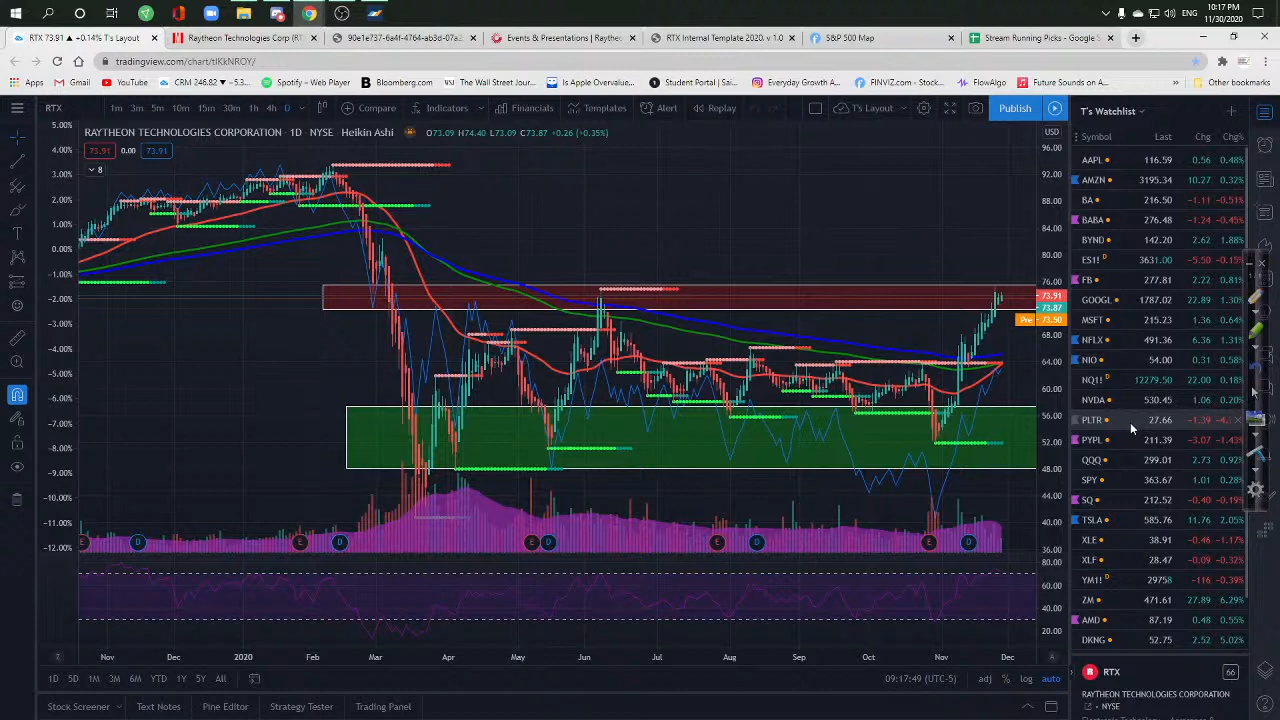 10:17 PM
ENG
11/30/2020
RTX 73.91 ▲ +0.14% T's Layout
Raytheon Technologies Corp (RTX
90e1e737-6a4f-4764-ab3d-07a2
Events & Presentations | Raythe
RTX Internal Template 2020. v 1.0
S&P 500 Map
Stream Running Picks - Google S
tradingview.com/chart/tIKkNROY/
Apps
Gmail
YouTube
CRM 246.82 ▼ −5.3...
Spotify – Web Player
Bloomberg.com
The Wall Street Jour...
Is Apple Overvalue...
Student Portal | Sai...
Everyday Growth A...
FINVIZ.com - Stock...
FlowAlgo
Future Source on A...
Other bookmarks
RTX
1m 3m 5m 10m 15m 30m 1h 4h D
Compare
Indicators
Financials
Templates
Alert
Replay
T's Layout
Publish
RAYTHEON TECHNOLOGIES CORPORATION · 1D · NYSE · Heikin Ashi
O73.09 H74.40 L73.09 C73.87 +0.26 (+0.35%)
73.91 0.00 73.91
8
5.00%
4.00%
3.00%
2.00%
1.00%
0.00%
−1.00%
−2.00%
−3.00%
−4.00%
−5.00%
−6.00%
−7.00%
−8.00%
−9.00%
−10.00%
−11.00%
−12.00%
USD
96.00
92.00
88.00
84.00
80.00
76.00
73.91
73.87
Pre 73.50
68.00
64.00
60.00
56.00
52.00
48.00
44.00
40.00
36.00
80.00
60.00
40.00
20.00
E D E D E D E D E D
Nov Dec 2020 Feb Mar Apr May Jun Jul Aug Sep Oct Nov Dec
1D 5D 1M 3M 6M YTD 1Y 5Y All
09:17:49 (UTC-5)
adj % log auto
Stock Screener
Text Notes
Pine Editor
Strategy Tester
Trading Panel
T's Watchlist
Symbol Last Chg Chg%
AAPL 116.59 0.56 0.48%
AMZN 3195.34 10.27 0.32%
BA 216.50 −1.11 −0.51%
BABA 276.48 −1.24 −0.45%
BYND 142.20 2.62 1.88%
ES1! D 3631.00 −5.50 −0.15%
FB 277.81 2.22 0.81%
GOOGL 1787.02 22.89 1.30%
MSFT 215.23 1.36 0.64%
NFLX 491.36 6.36 1.31%
NIO 54.00 0.31 0.58%
NQ1! D 12279.50 22.00 0.18%
NVDA 530.45 1.06 0.20%
PLTR 27.66 −1.39 −4.
PYPL 211.39 −3.07 −1.43%
QQQ 299.01 2.73 0.92%
SPY 363.67 1.01 0.28%
SQ 212.52 −0.40 −0.19%
TSLA 585.76 11.76 2.05%
XLE 38.91 −0.46 −1.17%
XLF 28.47 −0.09 −0.32%
YM1! D 29758 −116 −0.39%
ZM 471.61 27.89 6.29%
AMD 87.19 0.48 0.55%
DKNG 52.75 2.52 5.02%
RTX
66
RAYTHEON TECHNOLOGIES CORPORATION
NYSE